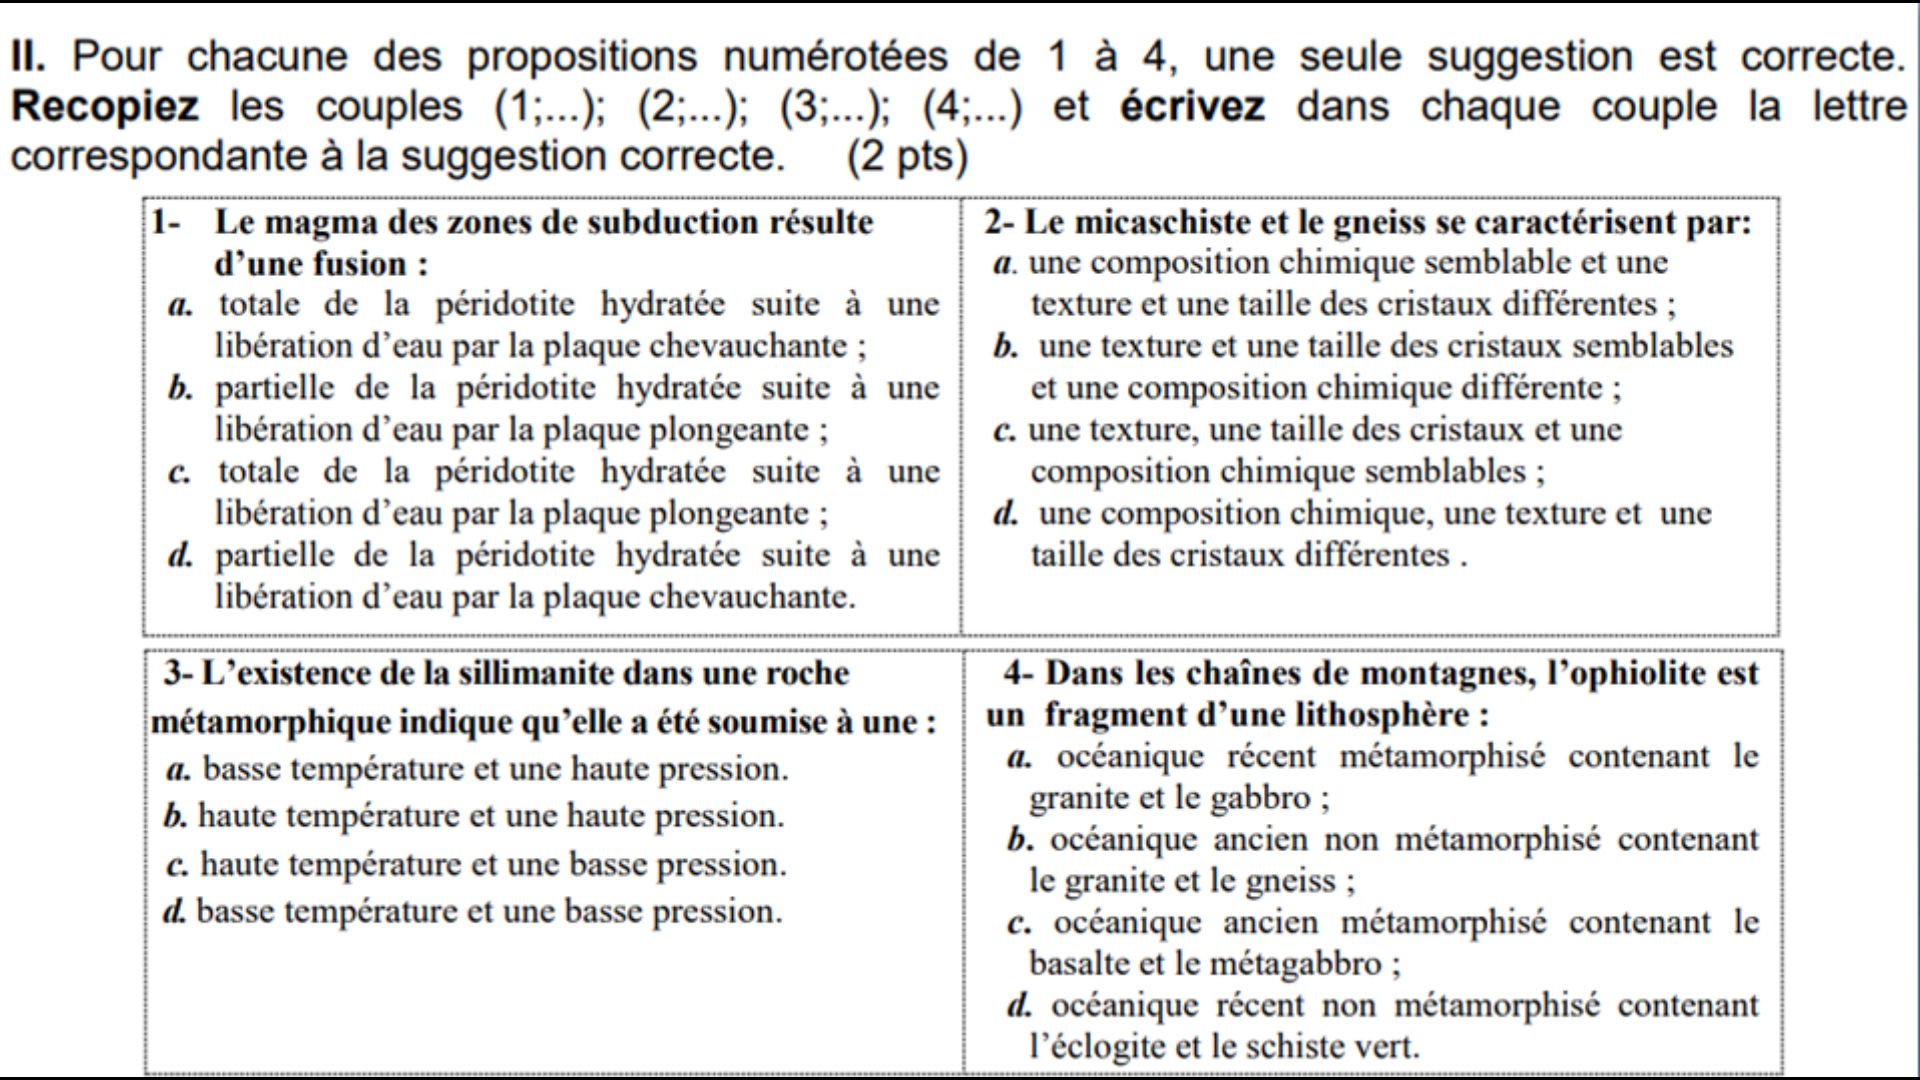 II. Pour chacune des propositions numérotées de 1 à 4, une seule suggestion est correcte.
Recopiez les couples (1;...); (2;...); (3;...); (4;...) et écrivez dans chaque couple la lettre
correspondante à la suggestion correcte. (2 pts)
1- Le magma des zones de subduction résulte
d'une fusion :
a. totale de la péridotite hydratée suite à une
libération d'eau par la plaque chevauchante ;
b. partielle de la péridotite hydratée suite à une
libération d'eau par la plaque plongeante ;
c. totale de la péridotite hydratée suite à une
libération d'eau par la plaque plongeante ;
d. partielle de la péridotite hydratée suite à une
libération d'eau par la plaque chevauchante.
2- Le micaschiste et le gneiss se caractérisent par:
a. une composition chimique semblable et une
texture et une taille des cristaux différentes ;
b. une texture et une taille des cristaux semblables
et une composition chimique différente ;
c. une texture, une taille des cristaux et une
composition chimique semblables ;
d. une composition chimique, une texture et une
taille des cristaux différentes .
3- L'existence de la sillimanite dans une roche
métamorphique indique qu'elle a été soumise à une :
a. basse température et une haute pression.
b. haute température et une haute pression.
c. haute température et une basse pression.
d. basse température et une basse pression.
4- Dans les chaînes de montagnes, l'ophiolite est
un fragment d'une lithosphère :
a. océanique récent métamorphisé contenant le
granite et le gabbro ;
b. océanique ancien non métamorphisé contenant
le granite et le gneiss ;
c. océanique ancien métamorphisé contenant le
basalte et le métagabbro ;
d. océanique récent non métamorphisé contenant
l'éclogite et le schiste vert.